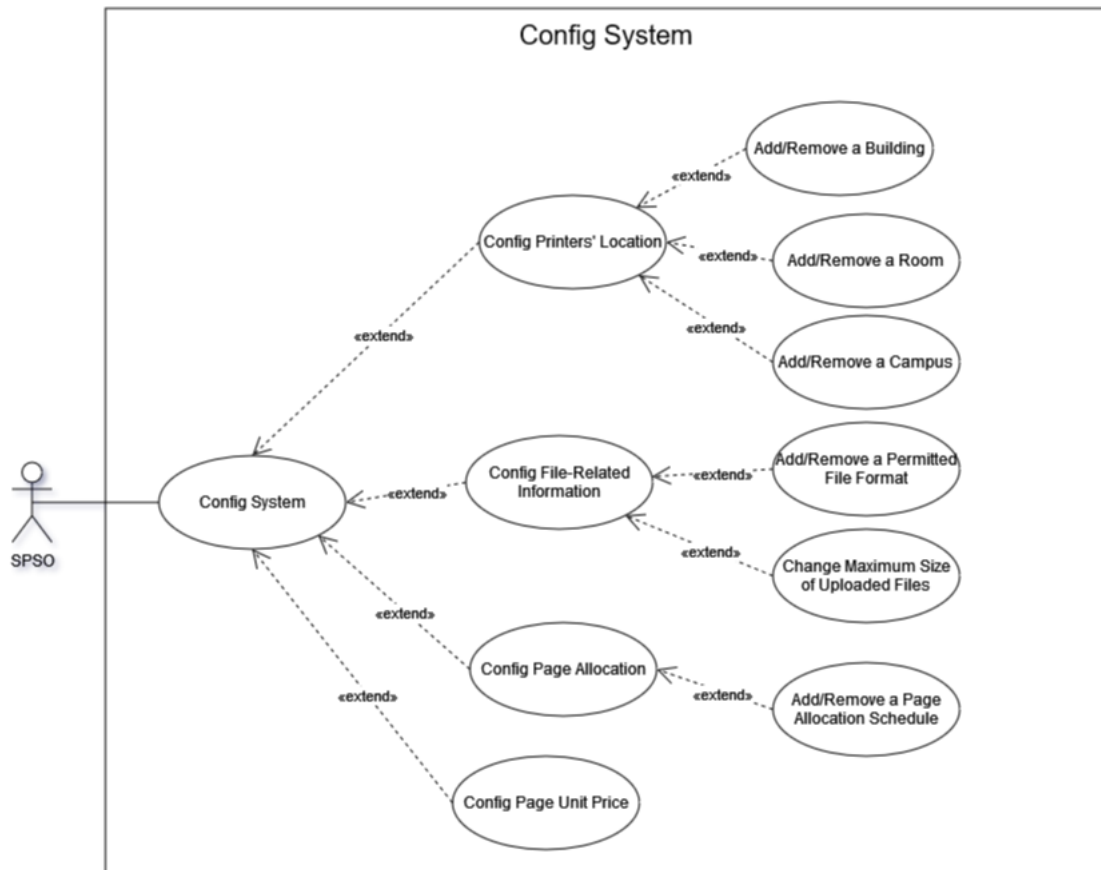 Config System
Add/Remove a Building
«extend»
Config Printers' Location
«extend»
Add/Remove a Room
«extend»
«extend»
Add/Remove a Campus
Config System
SPSO
«extend»
Config File-Related
Information
«extend»
Add/Remove a Permitted
File Format
«extend»
Change Maximum Size
of Uploaded Files
«extend»
Config Page Allocation
«extend»
Add/Remove a Page
Allocation Schedule
«extend»
Config Page Unit Price